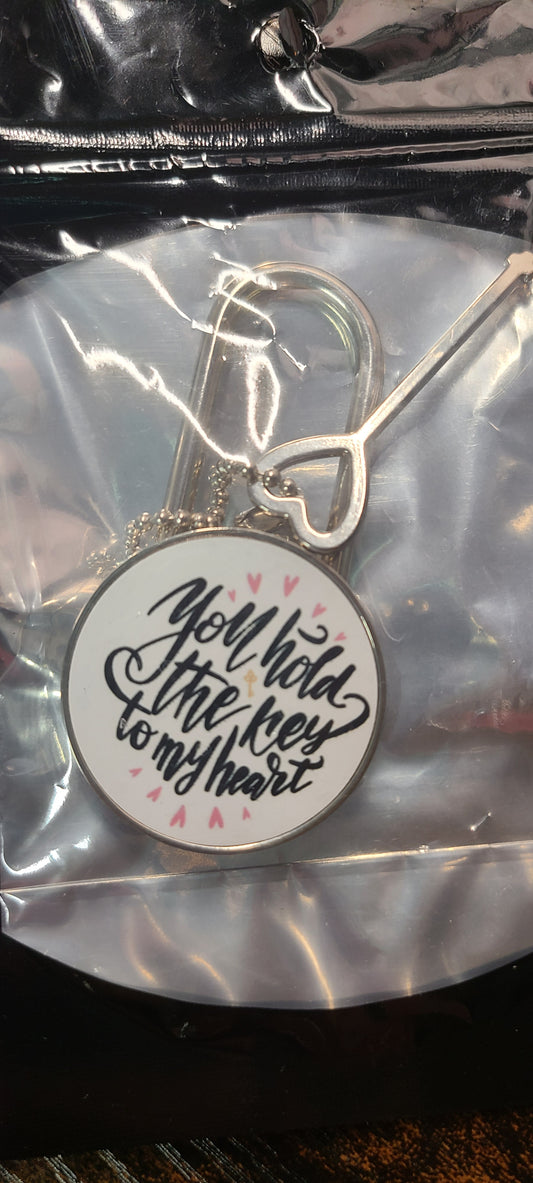 You hold
the key
to my heart